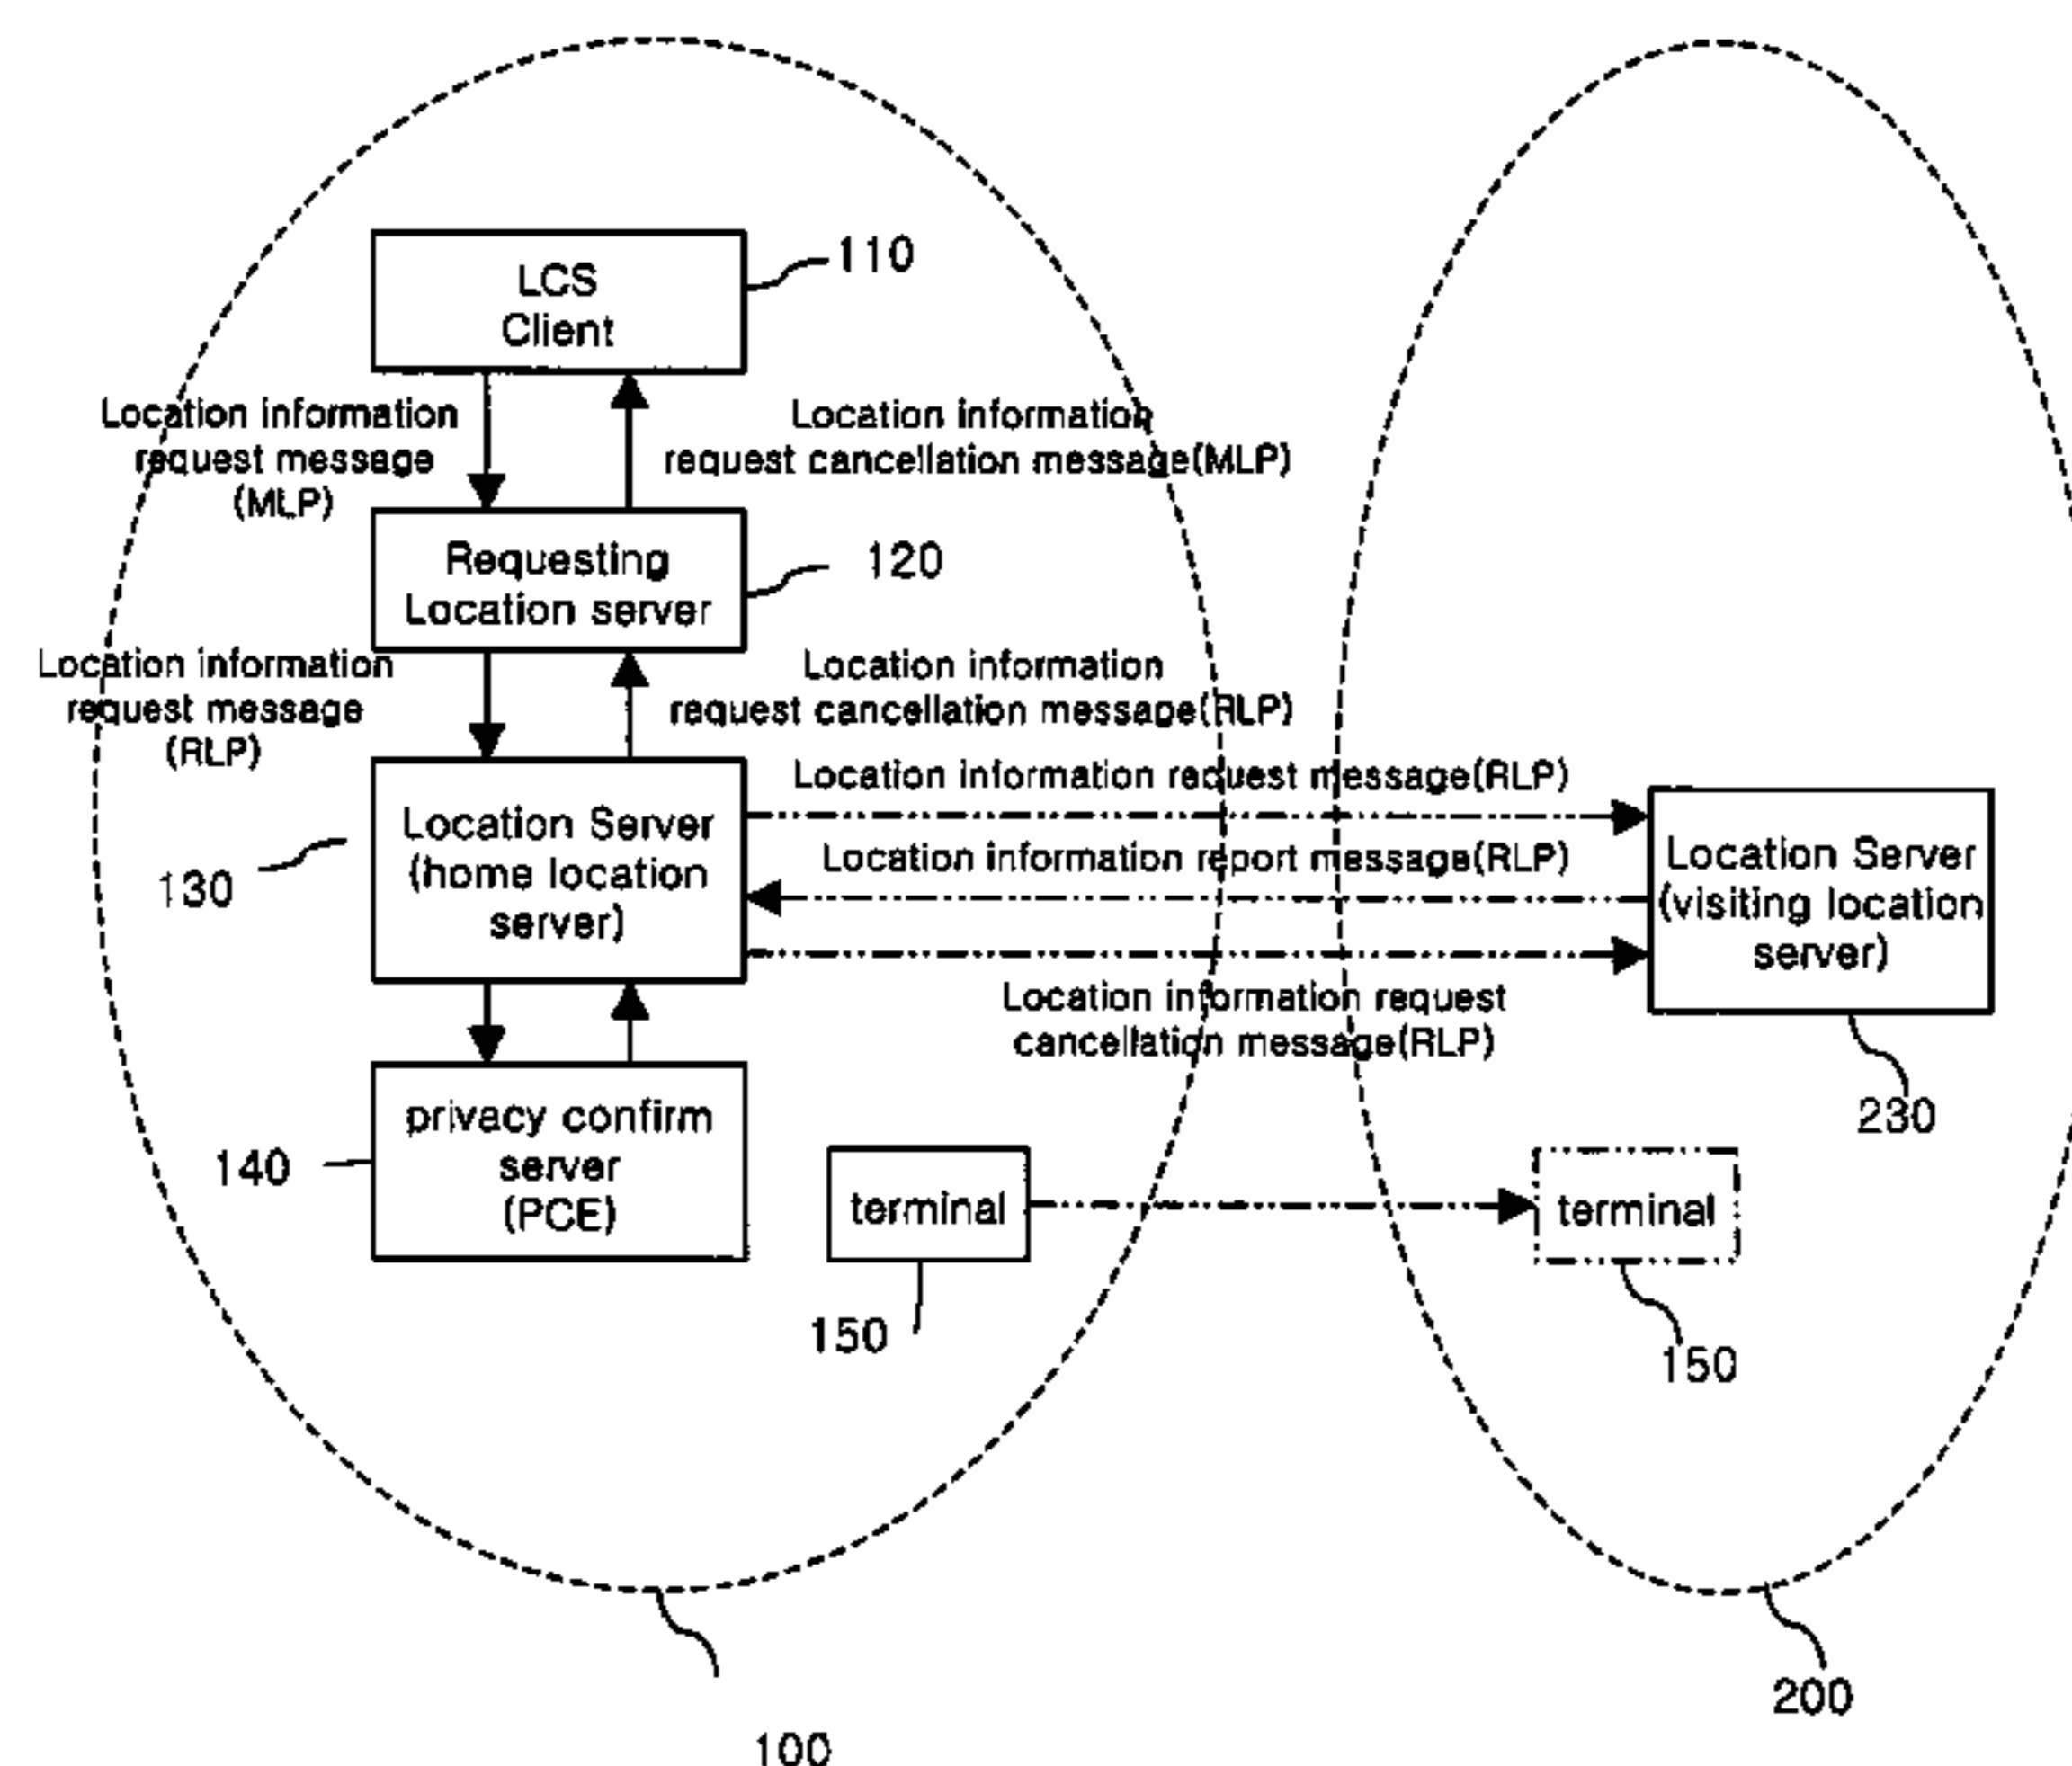 LCS
Client
110
Location information
request message
(MLP)
Location information
request cancellation message(MLP)
Requesting
Location server
120
Location information
request message
(RLP)
Location information
request cancellation message(RLP)
Location Server
(home location
server)
130
Location information request message(RLP)
Location information report message(RLP)
Location information request
cancellation message(RLP)
Location Server
(visiting location
server)
230
privacy confirm
server
(PCE)
140
terminal
150
terminal
150
100
200